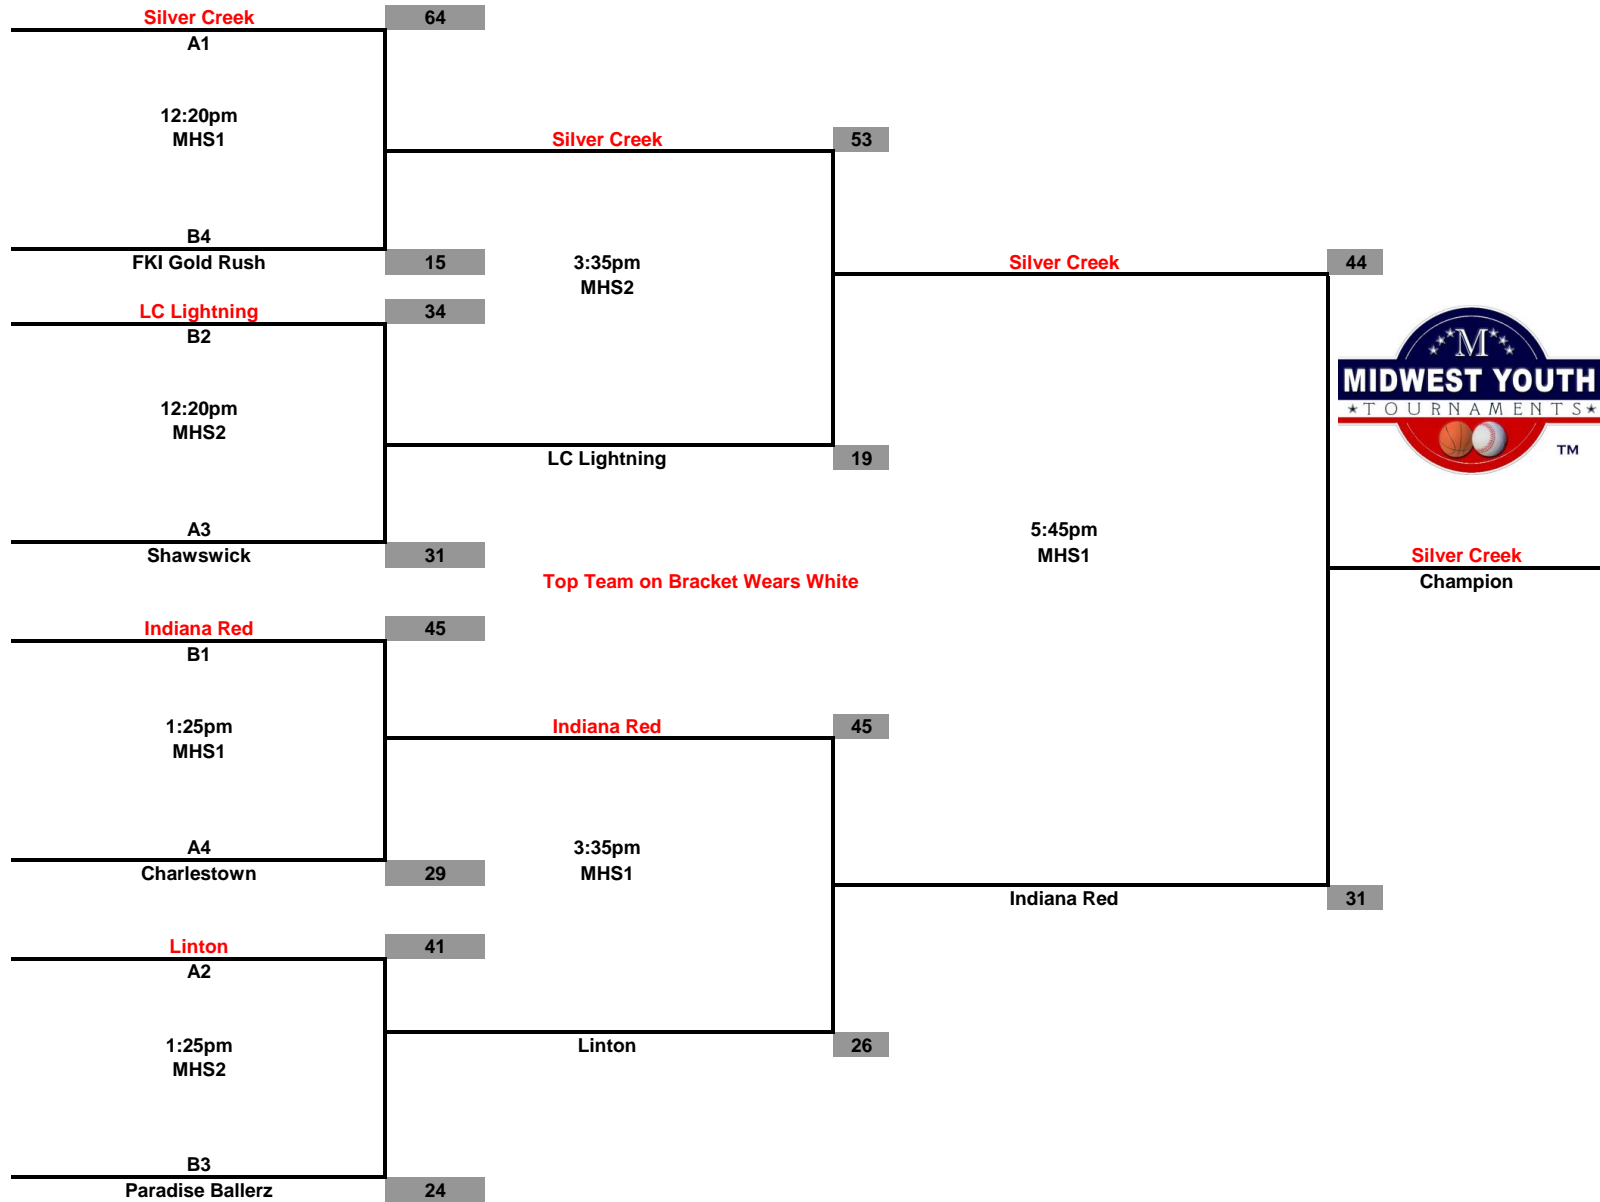 Silver Creek 64
A1
12:20pm
MHS1
Silver Creek 53
B4
FKI Gold Rush 15 3:35pm Silver Creek 44
MHS2
LC Lightning 34
B2
M
MIDWEST YOUTH
TOURNAMENTS
TM
12:20pm
MHS2
LC Lightning 19
A3 5:45pm
Shawswick 31 MHS1 Silver Creek
Top Team on Bracket Wears White Champion
Indiana Red 45
B1
1:25pm Indiana Red 45
MHS1
A4 3:35pm
Charlestown 29 MHS1
Indiana Red 31
Linton 41
A2
1:25pm Linton 26
MHS2
B3
Paradise Ballerz 24